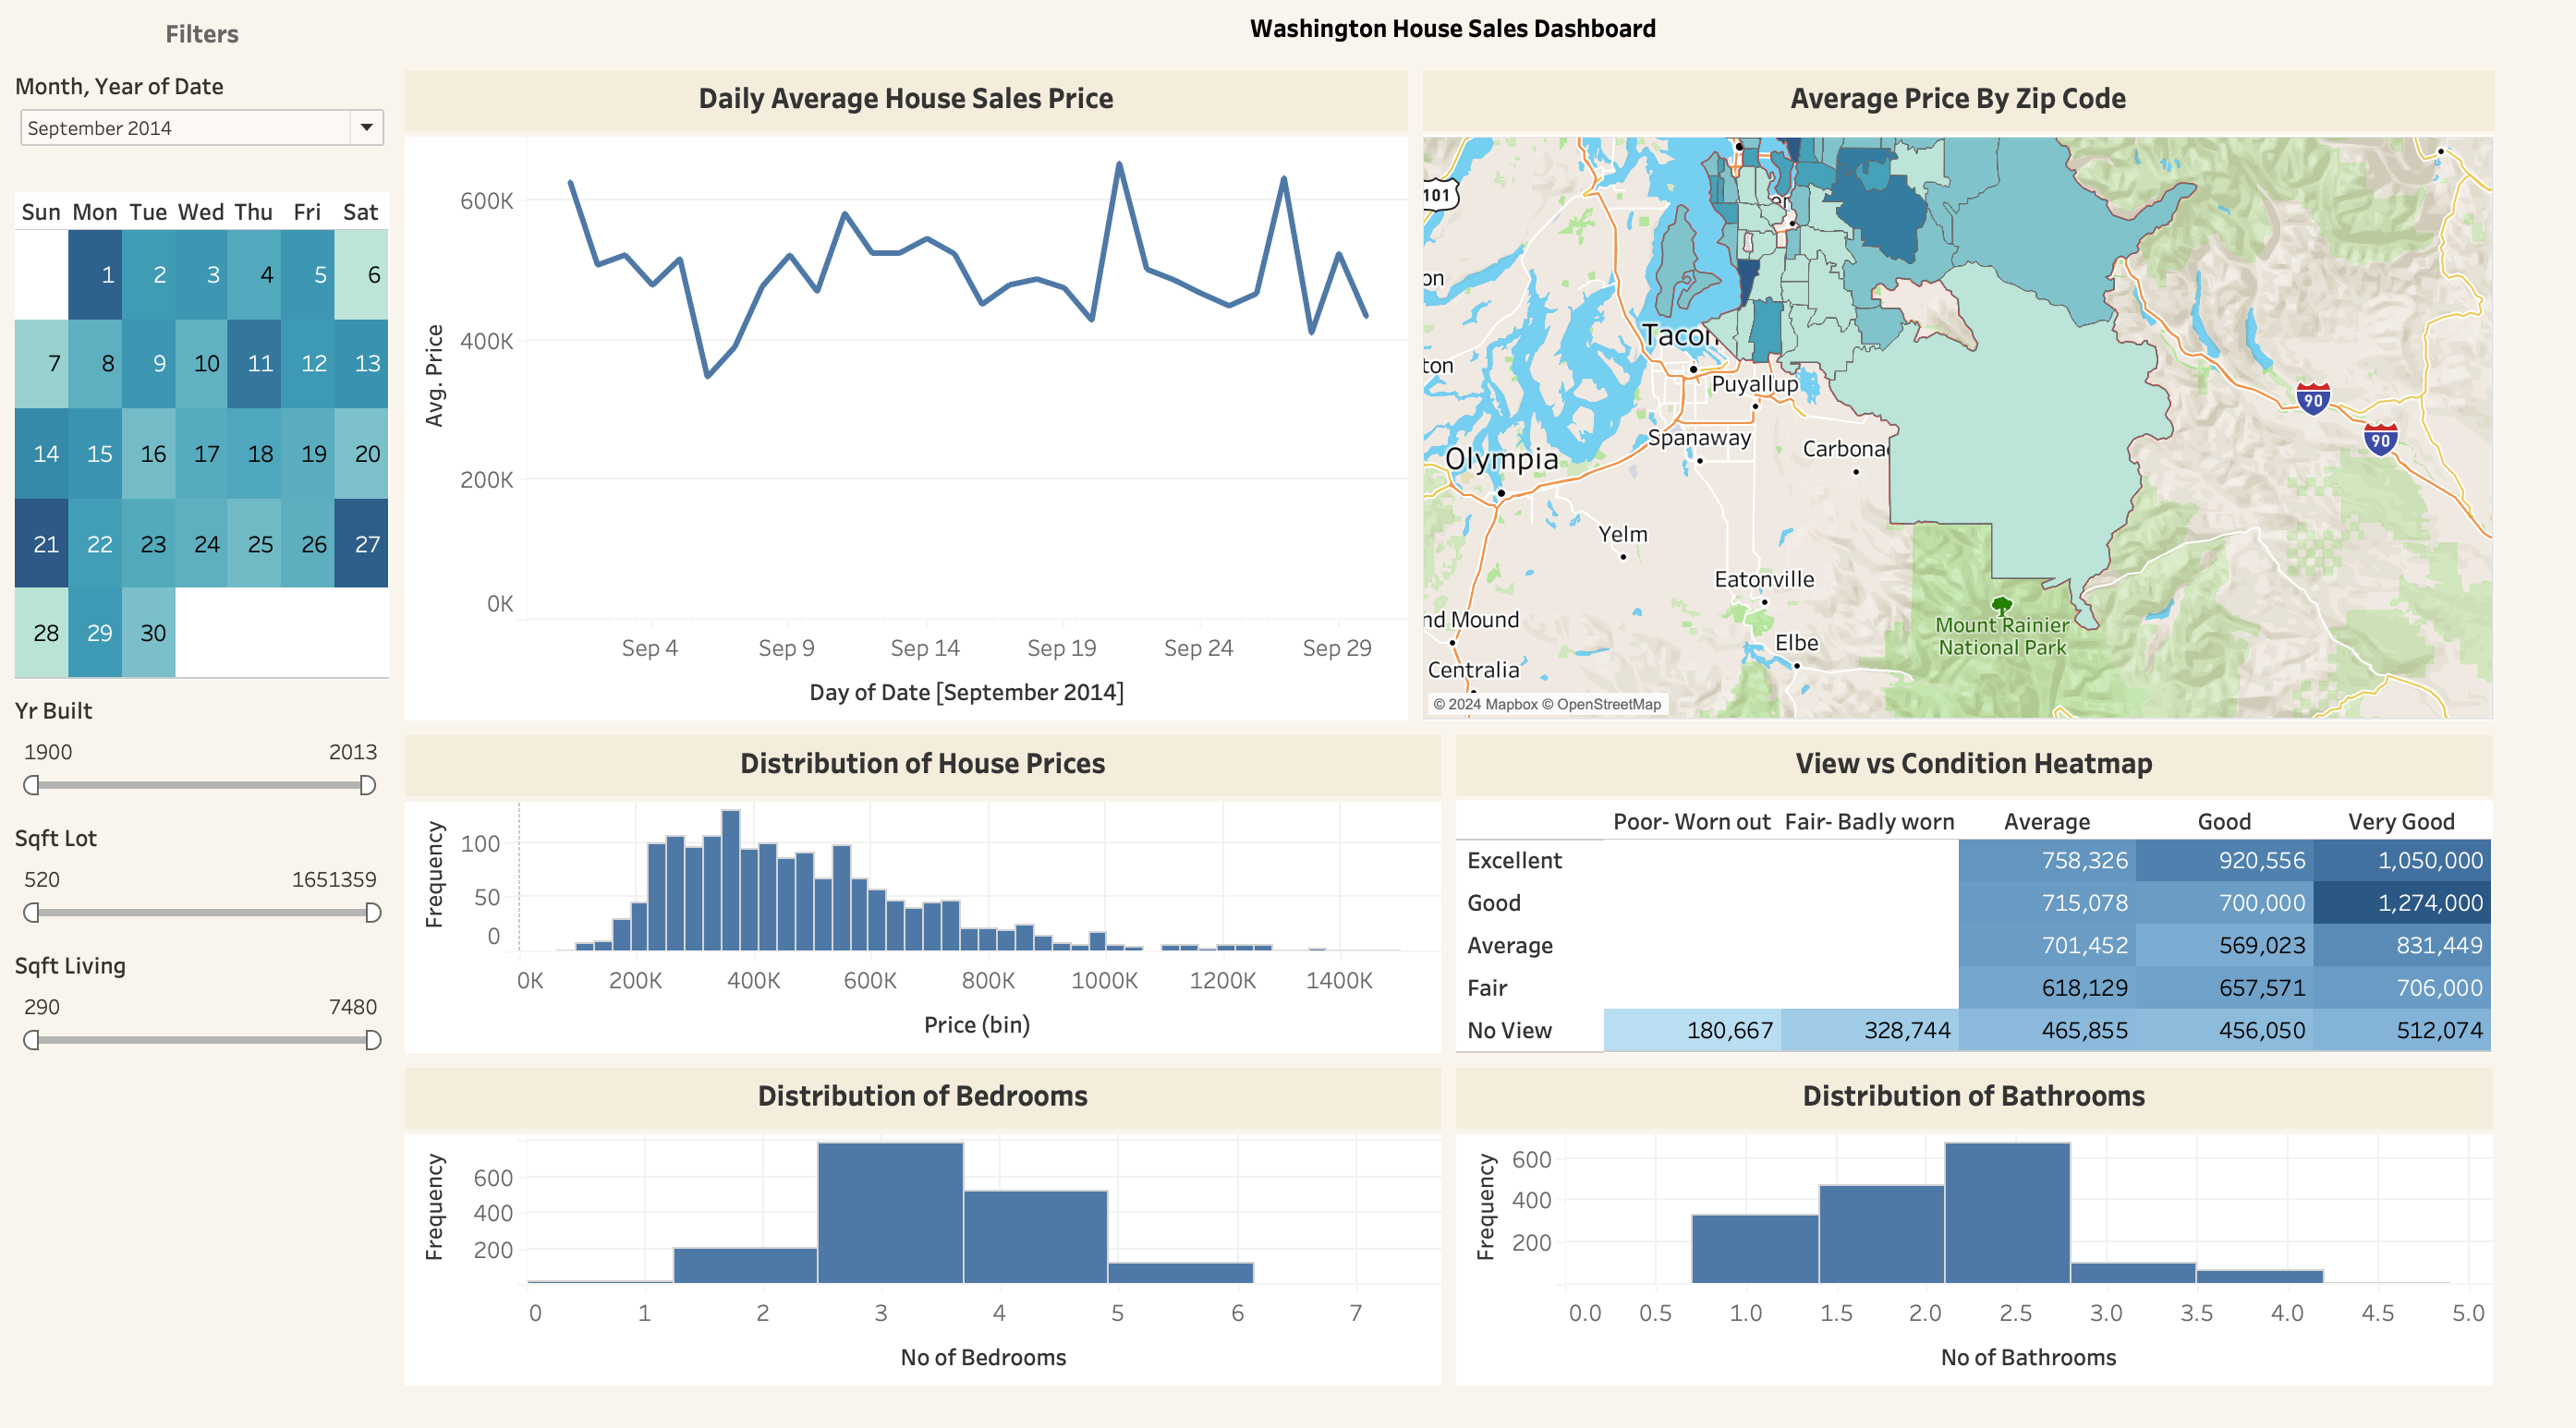 Filters
Washington House Sales Dashboard
Month, Year of Date
September 2014
Sun Mon Tue Wed Thu Fri Sat
1 2 3 4 5 6
7 8 9 10 11 12 13
14 15 16 17 18 19 20
21 22 23 24 25 26 27
28 29 30
Yr Built
1900 2013
Sqft Lot
520 1651359
Sqft Living
290 7480
Daily Average House Sales Price
Avg. Price
600K
400K
200K
0K
Sep 4 Sep 9 Sep 14 Sep 19 Sep 24 Sep 29
Day of Date [September 2014]
Average Price By Zip Code
101
er
on
Tacom
ton
Puyallup
90
Spanaway
90
Carbona
Olympia
Yelm
Eatonville
nd Mound
Mount Rainier
National Park
Elbe
Centralia
© 2024 Mapbox © OpenStreetMap
Distribution of House Prices
Frequency
100
50
0
0K 200K 400K 600K 800K 1000K 1200K 1400K
Price (bin)
View vs Condition Heatmap
Poor- Worn out Fair- Badly worn Average Good Very Good
Excellent 758,326 920,556 1,050,000
Good 715,078 700,000 1,274,000
Average 701,452 569,023 831,449
Fair 618,129 657,571 706,000
No View 180,667 328,744 465,855 456,050 512,074
Distribution of Bedrooms
Frequency
600
400
200
0 1 2 3 4 5 6 7
No of Bedrooms
Distribution of Bathrooms
Frequency
600
400
200
0.0 0.5 1.0 1.5 2.0 2.5 3.0 3.5 4.0 4.5 5.0
No of Bathrooms